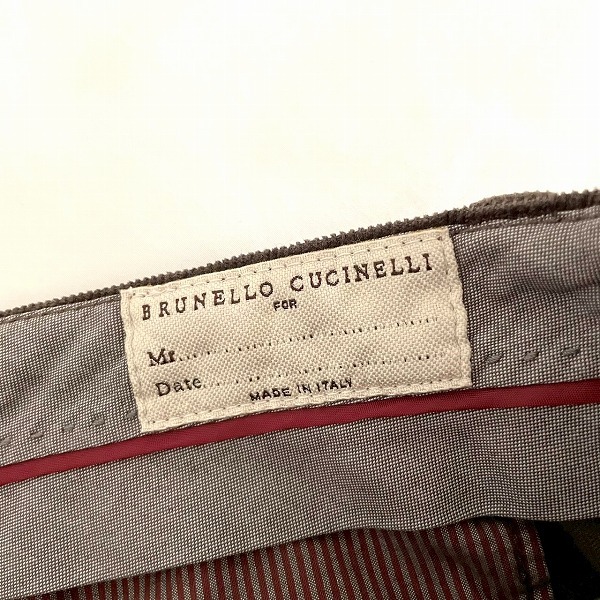 BRUNELLO CUCINELLI
FOR
Mr..............................
Date..............................
MADE IN ITALY